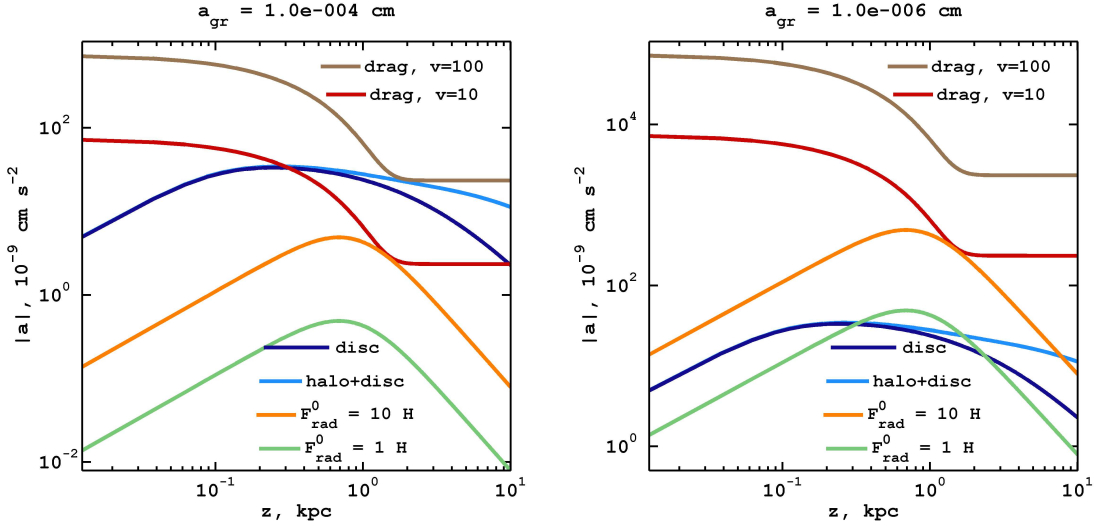 a_gr = 1.0e-004 cm
drag, v=100
drag, v=10
|a|, 10^-9 cm s^-2
10^2
10^0
10^-2
disc
halo+disc
F^0_rad = 10 H
F^0_rad = 1 H
10^-1
10^0
10^1
z, kpc
a_gr = 1.0e-006 cm
drag, v=100
drag, v=10
|a|, 10^-9 cm s^-2
10^4
10^2
10^0
disc
halo+disc
F^0_rad = 10 H
F^0_rad = 1 H
10^-1
10^0
10^1
z, kpc